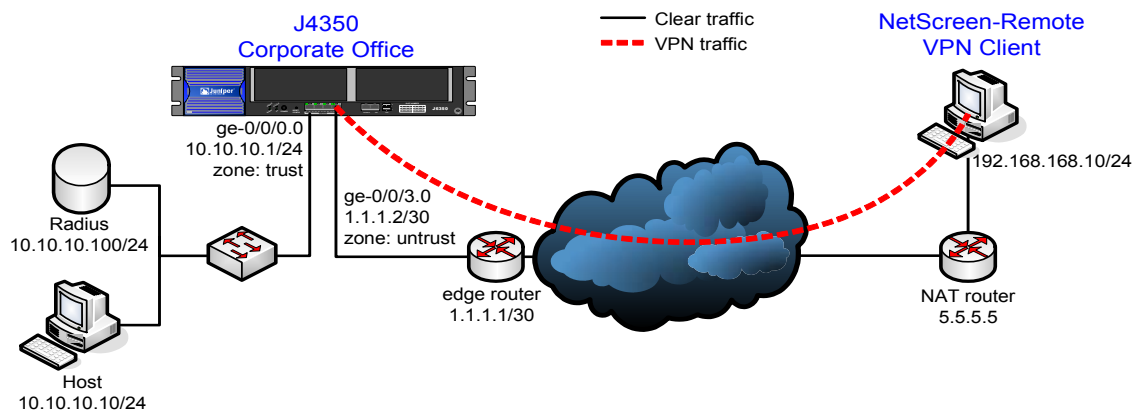 J4350
Corporate Office
Clear traffic
VPN traffic
NetScreen-Remote
VPN Client
Juniper
ge-0/0/0.0
10.10.10.1/24
zone: trust
ge-0/0/3.0
1.1.1.2/30
zone: untrust
192.168.168.10/24
Radius
10.10.10.100/24
edge router
1.1.1.1/30
NAT router
5.5.5.5
Host
10.10.10.10/24